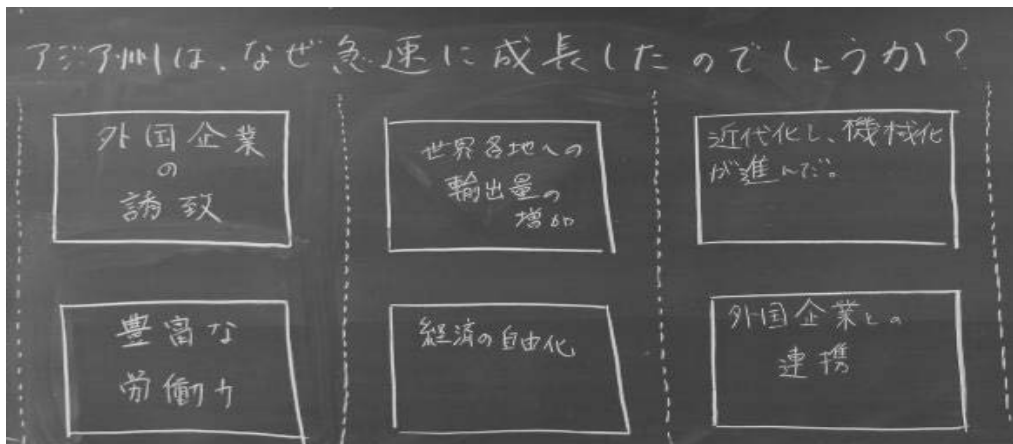 アジア州は、なぜ急速に成長したのでしょうか?
外国企業
の
誘致
世界各地への
輸出量の
増加
近代化し、機械化
が進んだ。
豊富な
労働力
経済の自由化
外国企業との
連携